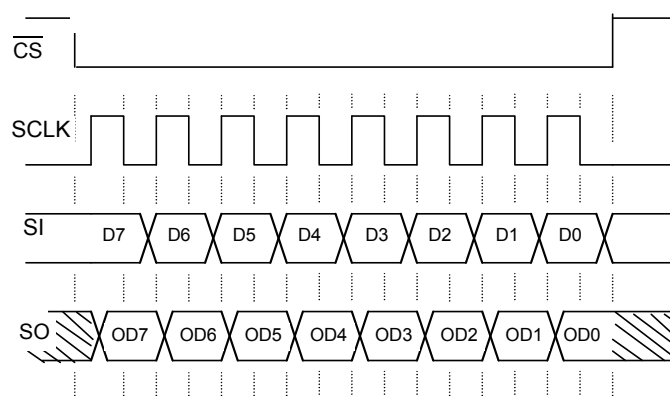 C̅S̅
SCLK
SI D7 D6 D5 D4 D3 D2 D1 D0
SO OD7 OD6 OD5 OD4 OD3 OD2 OD1 OD0